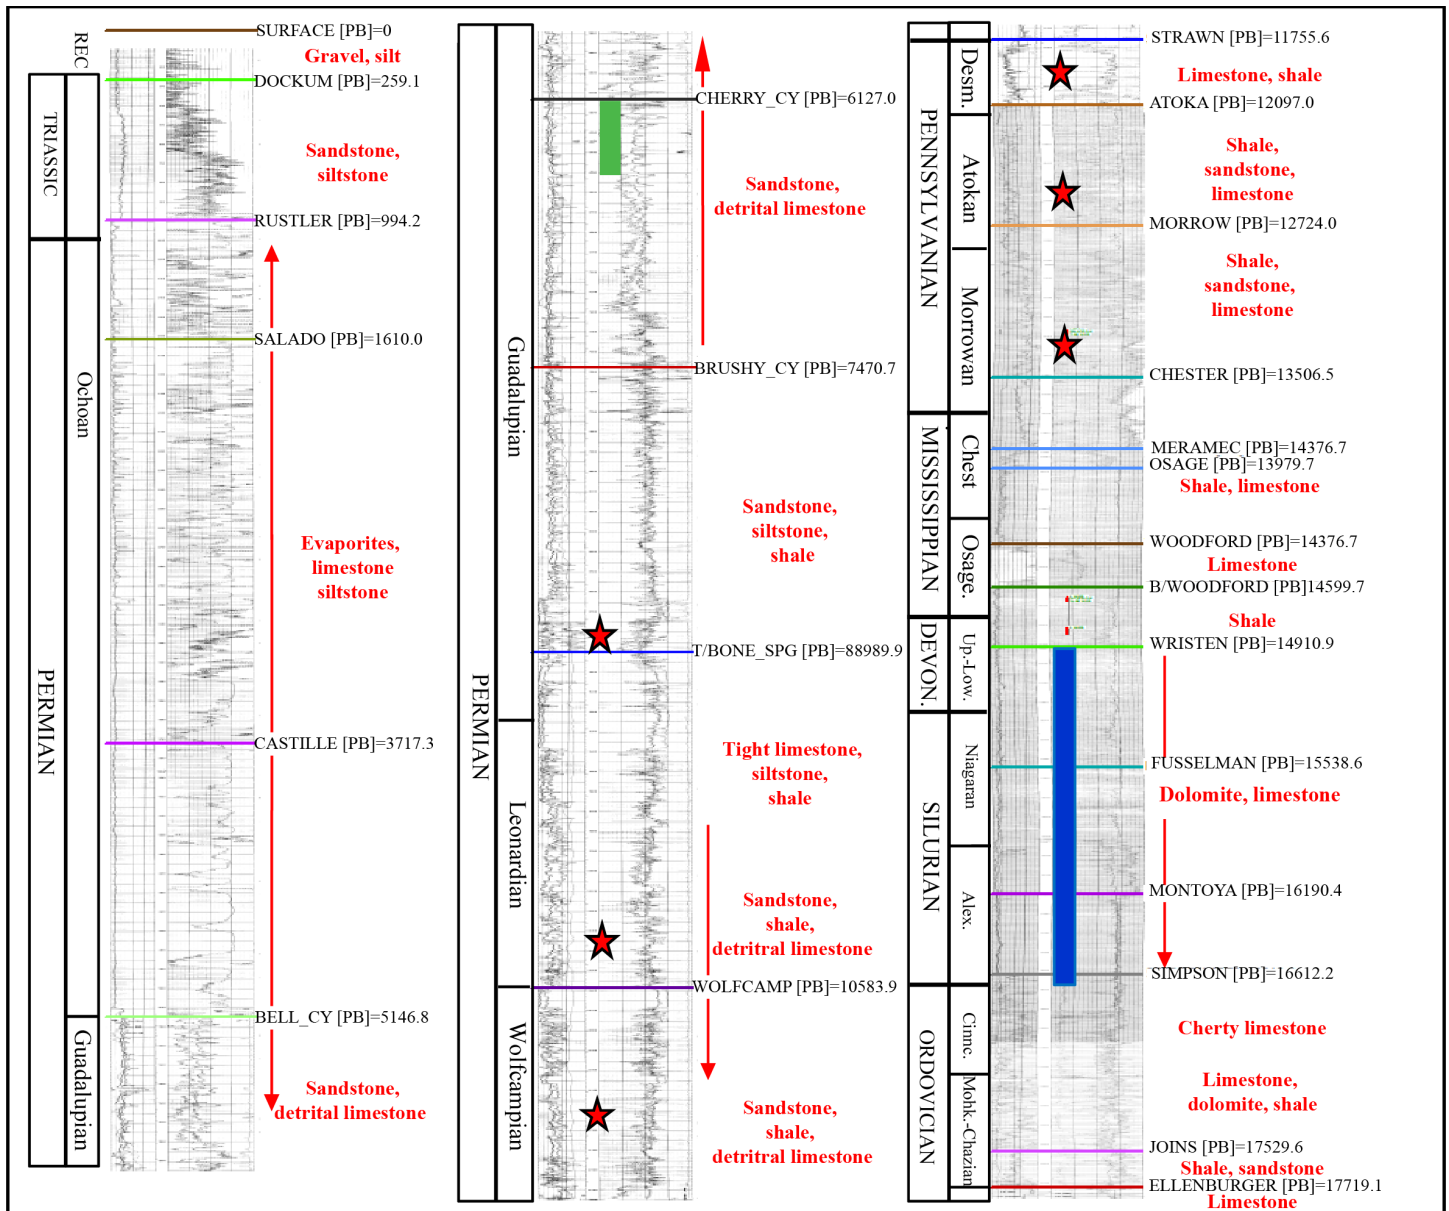 REC
SURFACE [PB]=0
Gravel, silt
DOCKUM [PB]=259.1
TRIASSIC
Sandstone,
siltstone
RUSTLER [PB]=994.2
SALADO [PB]=1610.0
Ochoan
PERMIAN
Evaporites,
limestone
siltstone
CASTILLE [PB]=3717.3
BELL_CY [PB]=5146.8
Guadalupian
Sandstone,
detrital limestone
CHERRY_CY [PB]=6127.0
Sandstone,
detrital limestone
BRUSHY_CY [PB]=7470.7
Guadalupian
Sandstone,
siltstone,
shale
T/BONE_SPG [PB]=88989.9
PERMIAN
Tight limestone,
siltstone,
shale
Leonardian
Sandstone,
shale,
detritral limestone
WOLFCAMP [PB]=10583.9
Wolfcampian
Sandstone,
shale,
detritral limestone
STRAWN [PB]=11755.6
Desm.
Limestone, shale
ATOKA [PB]=12097.0
PENNSYLVANIAN
Atokan
Shale,
sandstone,
limestone
MORROW [PB]=12724.0
Morrowan
Shale,
sandstone,
limestone
CHESTER [PB]=13506.5
MISSISSIPPIAN
Chest
MERAMEC [PB]=14376.7
OSAGE [PB]=13979.7
Shale, limestone
Osage.
WOODFORD [PB]=14376.7
Limestone
B/WOODFORD [PB]14599.7
Shale
DEVON.
Up.-Low.
WRISTEN [PB]=14910.9
SILURIAN
Niagaran
FUSSELMAN [PB]=15538.6
Dolomite, limestone
Alex.
MONTOYA [PB]=16190.4
SIMPSON [PB]=16612.2
ORDOVICIAN
Cinnc.
Cherty limestone
Mohk.-Chazian
Limestone,
dolomite, shale
JOINS [PB]=17529.6
Shale, sandstone
ELLENBURGER [PB]=17719.1
Limestone